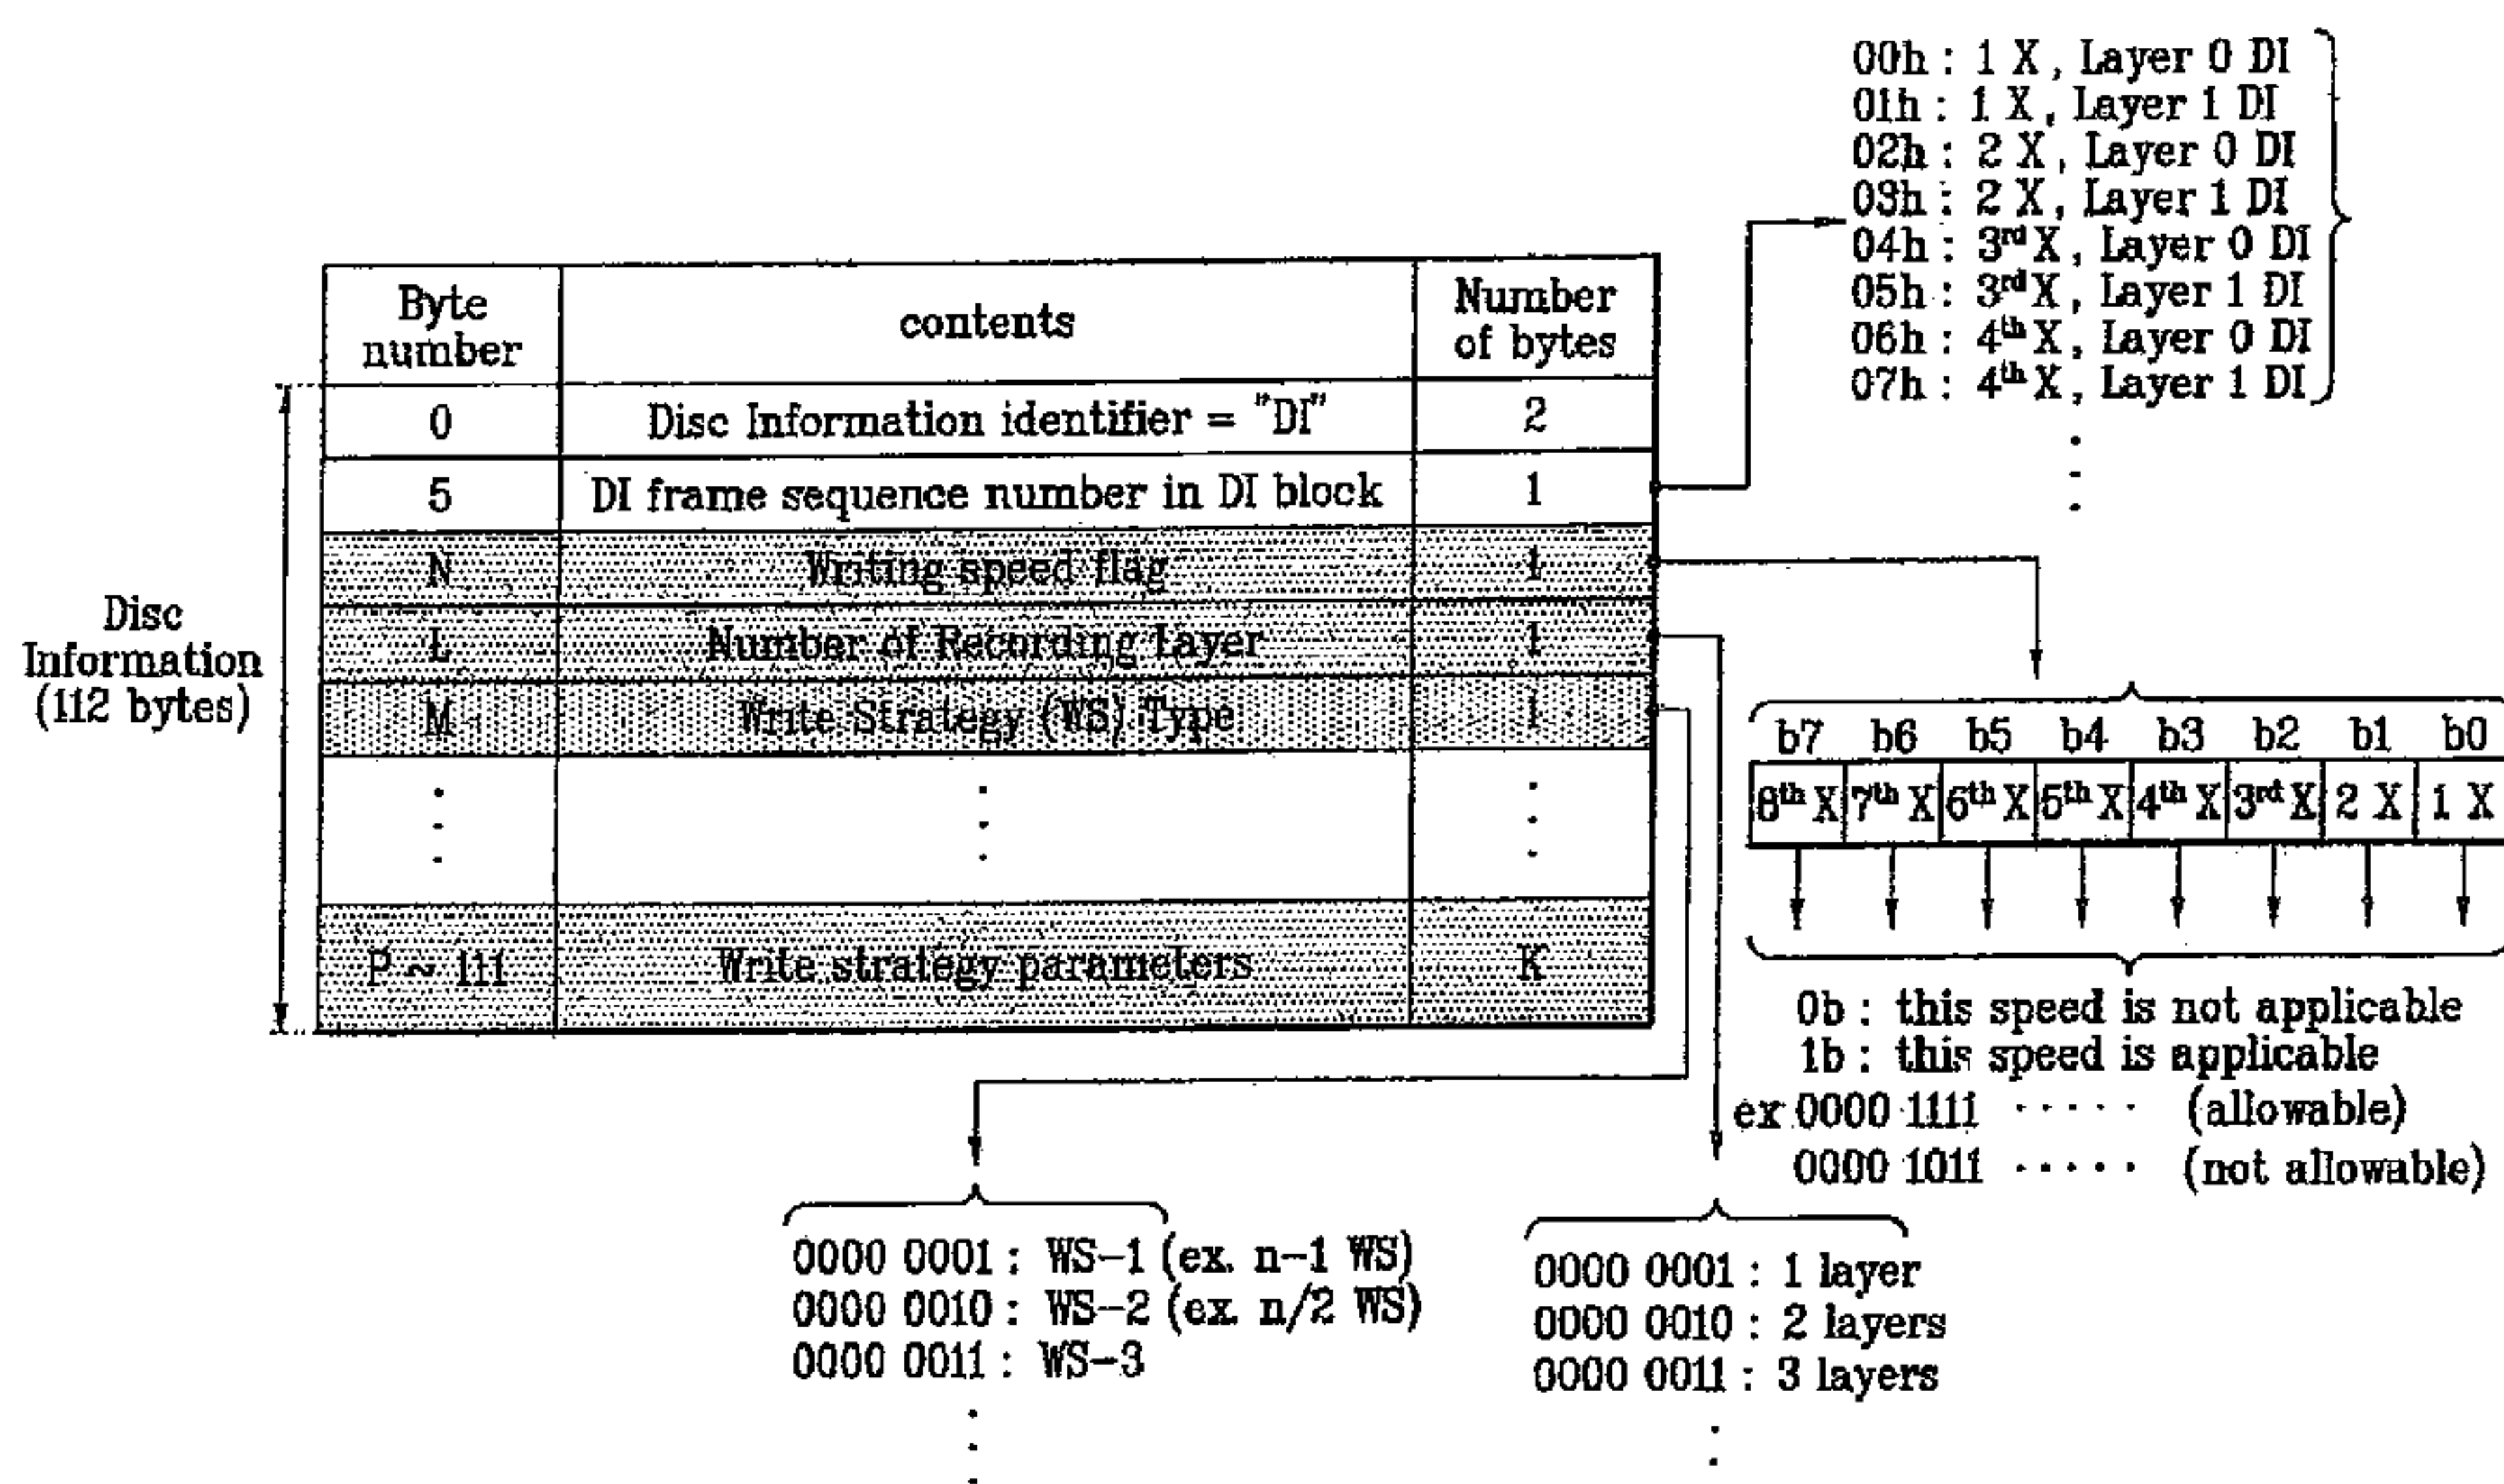 00h : 1 X, Layer 0 DI
01h : 1 X, Layer 1 DI
02h : 2 X, Layer 0 DI
03h : 2 X, Layer 1 DI
04h : 3rd X, Layer 0 DI
05h : 3rd X, Layer 1 DI
06h : 4th X, Layer 0 DI
07h : 4th X, Layer 1 DI
Byte number
contents
Number of bytes
0 Disc Information identifier = "DI" 2
5 DI frame sequence number in DI block 1
N Writing speed flag 1
L Number of Recording Layer 1
M Write Strategy (WS) Type 1
P ~ 111 Write strategy parameters K
Disc
Information
(112 bytes)
b7 b6 b5 b4 b3 b2 b1 b0
8th X 7th X 6th X 5th X 4th X 3rd X 2 X 1 X
0b : this speed is not applicable
1b : this speed is applicable
ex 0000 1111 ····· (allowable)
0000 1011 ····· (not allowable)
0000 0001 : WS-1 (ex. n-1 WS)
0000 0010 : WS-2 (ex. n/2 WS)
0000 0011 : WS-3
0000 0001 : 1 layer
0000 0010 : 2 layers
0000 0011 : 3 layers